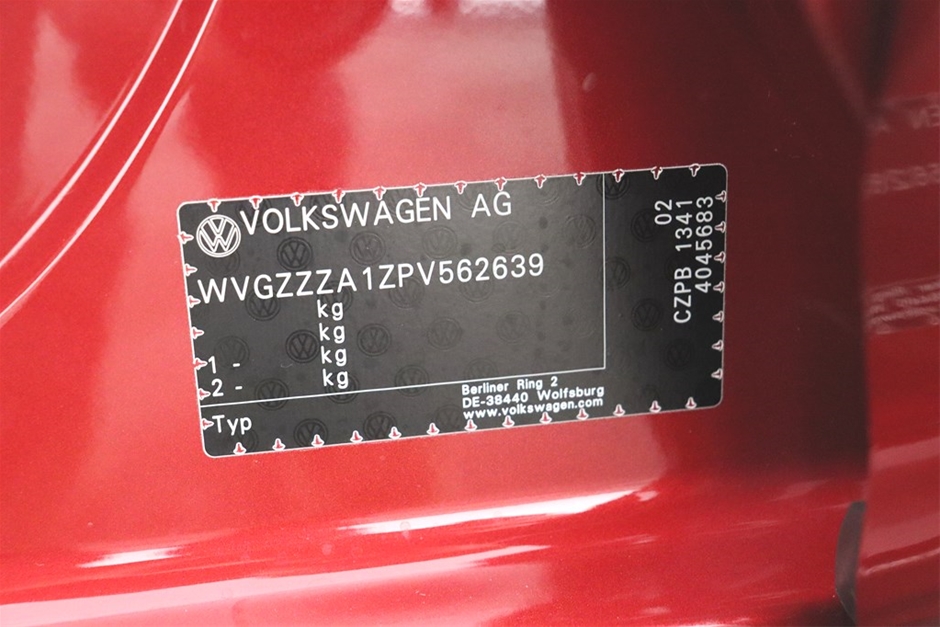 VOLKSWAGEN AG
WVGZZZA1ZPV562639
kg
kg
1 - kg
2 - kg
Typ
Berliner Ring 2
DE-38440 Wolfsburg
www.volkswagen.com
02
CZPB 1341
4045683